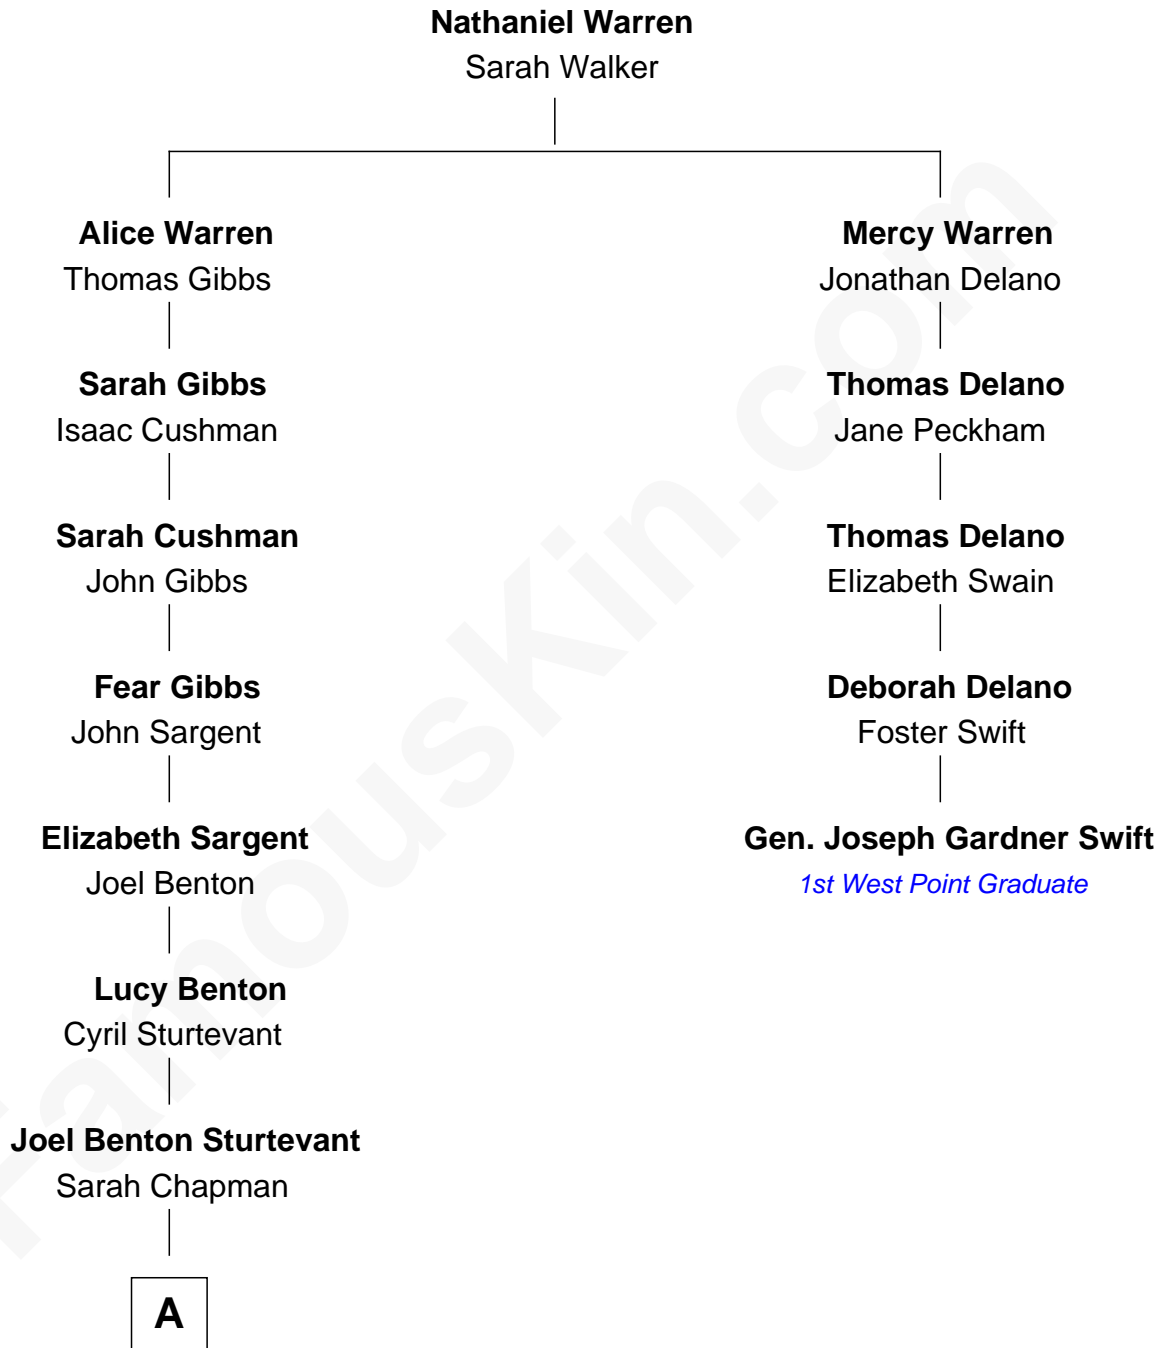 Nathaniel Warren
Sarah Walker
Alice Warren
Thomas Gibbs
Sarah Gibbs
Isaac Cushman
Sarah Cushman
John Gibbs
Fear Gibbs
John Sargent
Elizabeth Sargent
Joel Benton
Lucy Benton
Cyril Sturtevant
Joel Benton Sturtevant
Sarah Chapman
A
Mercy Warren
Jonathan Delano
Thomas Delano
Jane Peckham
Thomas Delano
Elizabeth Swain
Deborah Delano
Foster Swift
Gen. Joseph Gardner Swift
1st West Point Graduate
FamousKin.com